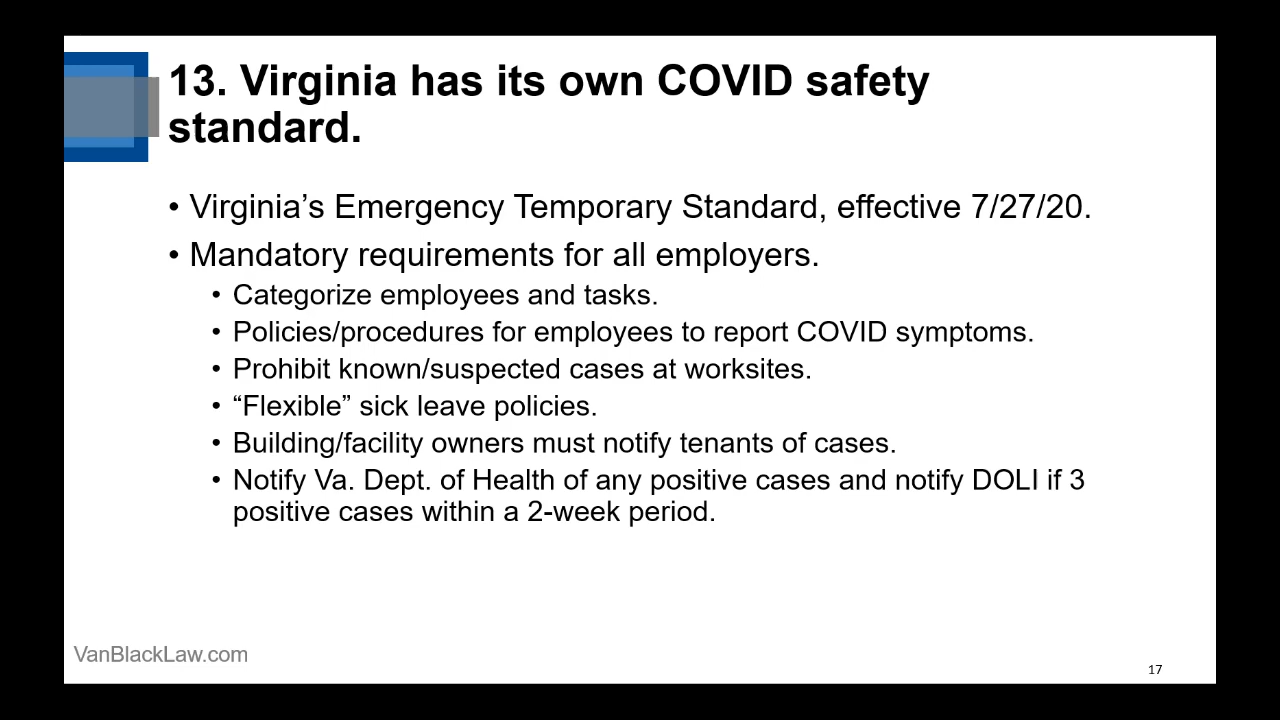 13. Virginia has its own COVID safety
standard.
• Virginia’s Emergency Temporary Standard, effective 7/27/20.
• Mandatory requirements for all employers.
• Categorize employees and tasks.
• Policies/procedures for employees to report COVID symptoms.
• Prohibit known/suspected cases at worksites.
• “Flexible” sick leave policies.
• Building/facility owners must notify tenants of cases.
• Notify Va. Dept. of Health of any positive cases and notify DOLI if 3
positive cases within a 2-week period.
VanBlackLaw.com
17